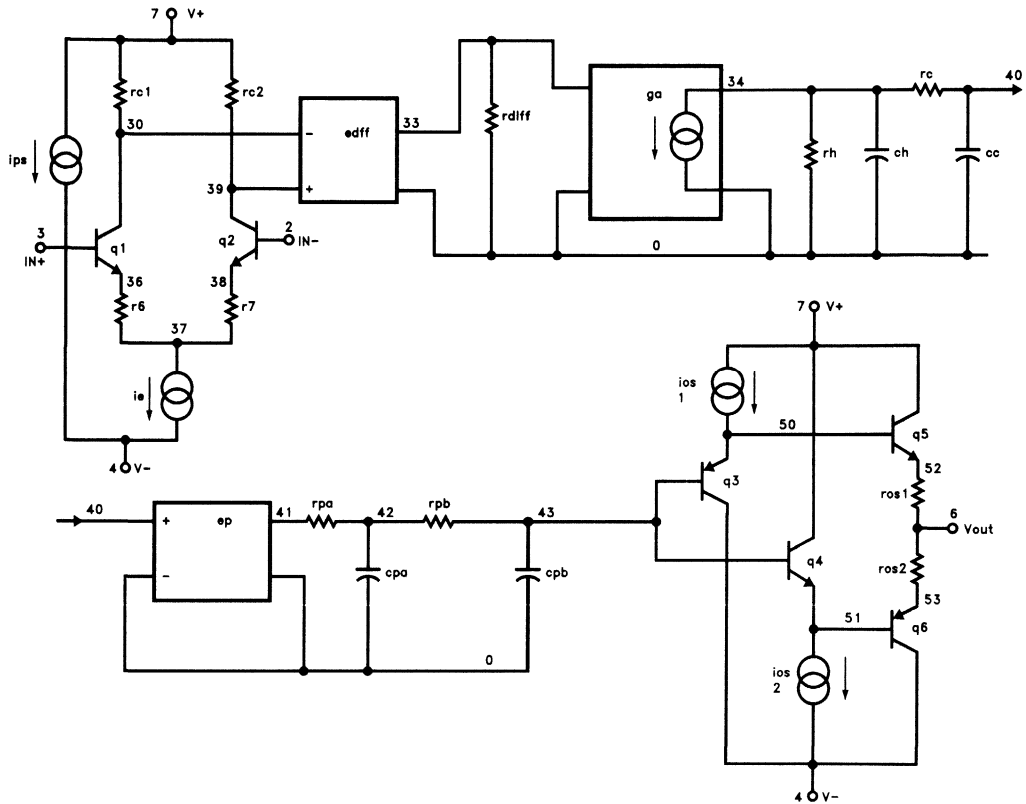 7 V+
rc1
rc2
30
ips
edff
-
+
33
39
3
IN+
q1
q2
2
IN-
36
38
r6
r7
37
ie
4 V-
rdiff
ga
34
rc
40
rh
ch
cc
0
40
+
ep
-
41
rpa
42
rpb
43
cpa
cpb
0
7 V+
ios
1
50
q5
q3
52
ros1
6
Vout
q4
ros2
53
51
q6
ios
2
4 V-